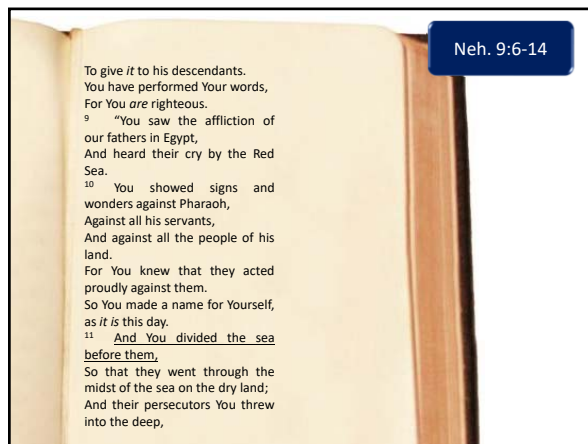 Neh. 9:6-14
To give it to his descendants.
You have performed Your words,
For You are righteous.
9 "You saw the affliction of
our fathers in Egypt,
And heard their cry by the Red
Sea.
10 You showed signs and
wonders against Pharaoh,
Against all his servants,
And against all the people of his
land.
For You knew that they acted
proudly against them.
So You made a name for Yourself,
as it is this day.
11 And You divided the sea
before them,
So that they went through the
midst of the sea on the dry land;
And their persecutors You threw
into the deep,